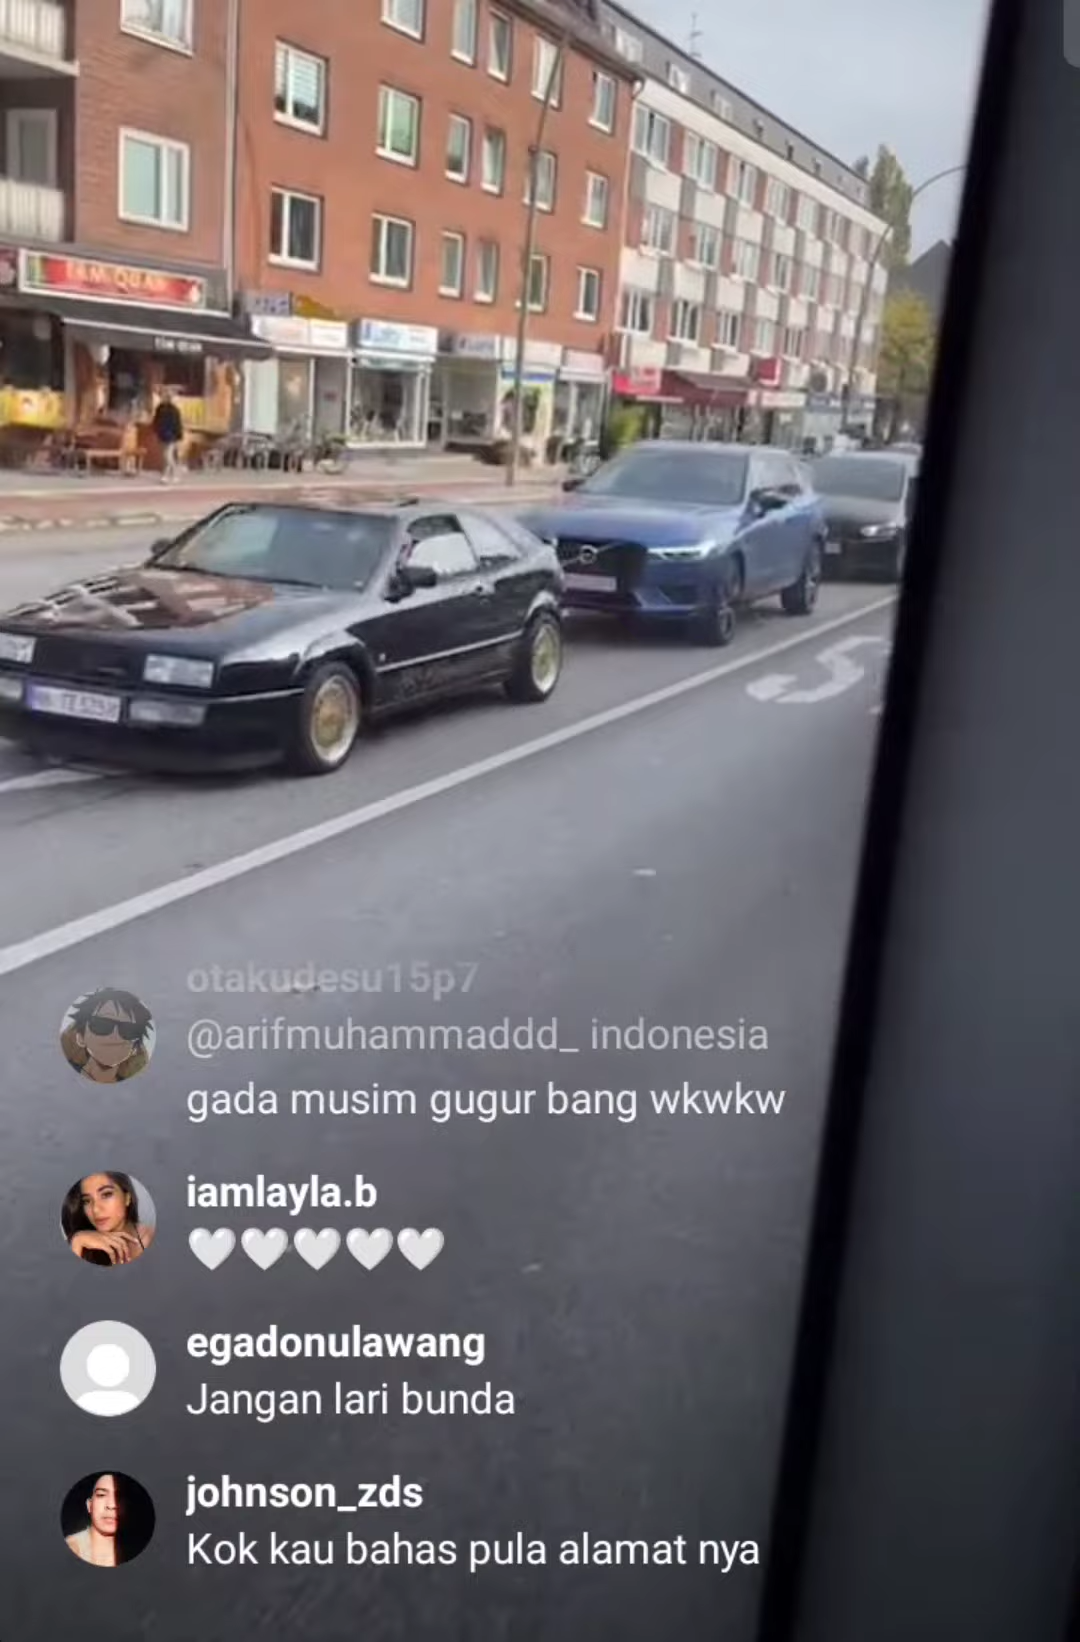 otakudesu15p7
@arifmuhammaddd_ indonesia
gada musim gugur bang wkwkw
iamlayla.b
🤍🤍🤍🤍🤍
egadonulawang
Jangan lari bunda
johnson_zds
Kok kau bahas pula alamat nya